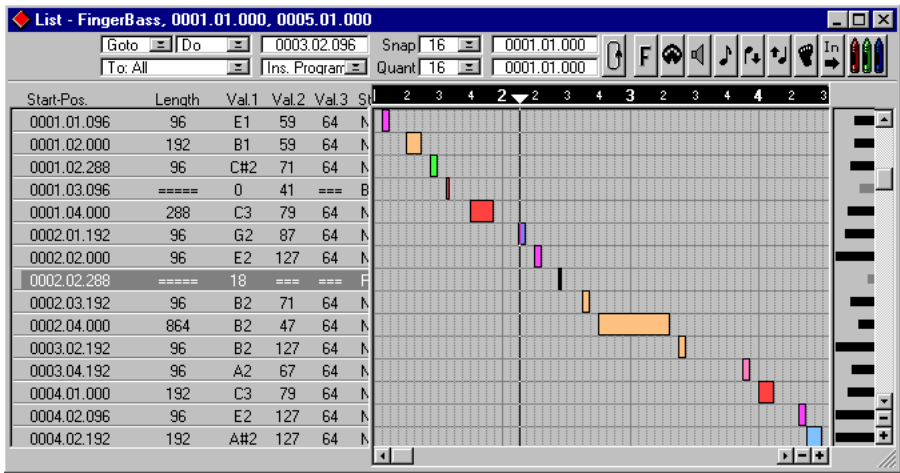 List - FingerBass, 0001.01.000, 0005.01.000
Goto Do 0003.02.096 Snap 16 0001.01.000 F In
To: All Ins. Program Quant 16 0001.01.000
Start-Pos. Length Val.1 Val.2 Val.3 St 2 3 4 2 2 3 4 3 2 3 4 4 2 3
0001.01.096 96 E1 59 64 N
0001.02.000 192 B1 59 64 N
0001.02.288 96 C#2 71 64 N
0001.03.096 ===== 0 41 === B
0001.04.000 288 C3 79 64 N
0002.01.192 96 G2 87 64 N
0002.02.000 96 E2 127 64 N
0002.02.288 ===== 18 === === P
0002.03.192 96 B2 71 64 N
0002.04.000 864 B2 47 64 N
0003.02.192 96 B2 127 64 N
0003.04.192 96 A2 67 64 N
0004.01.000 192 C3 79 64 N
0004.02.096 96 E2 127 64 N
0004.02.192 192 A#2 127 64 N